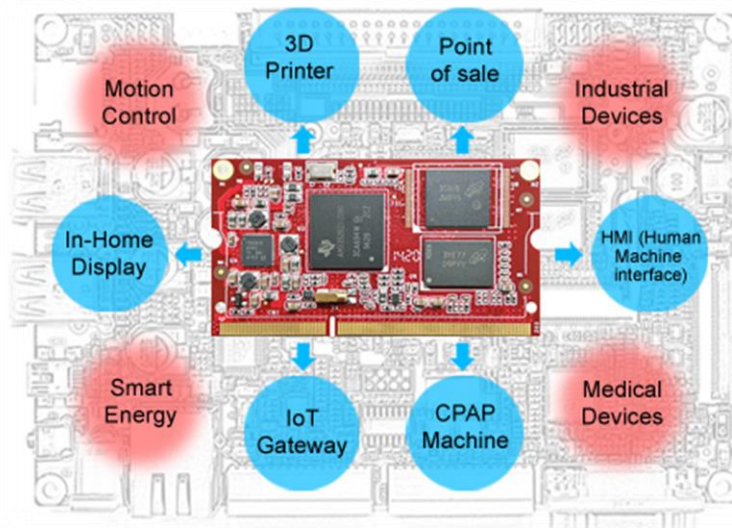 3D
Printer
Point
of sale
Motion
Control
Industrial
Devices
In-Home
Display
HMI (Human
Machine
interface)
Smart
Energy
Medical
Devices
IoT
Gateway
CPAP
Machine
1420